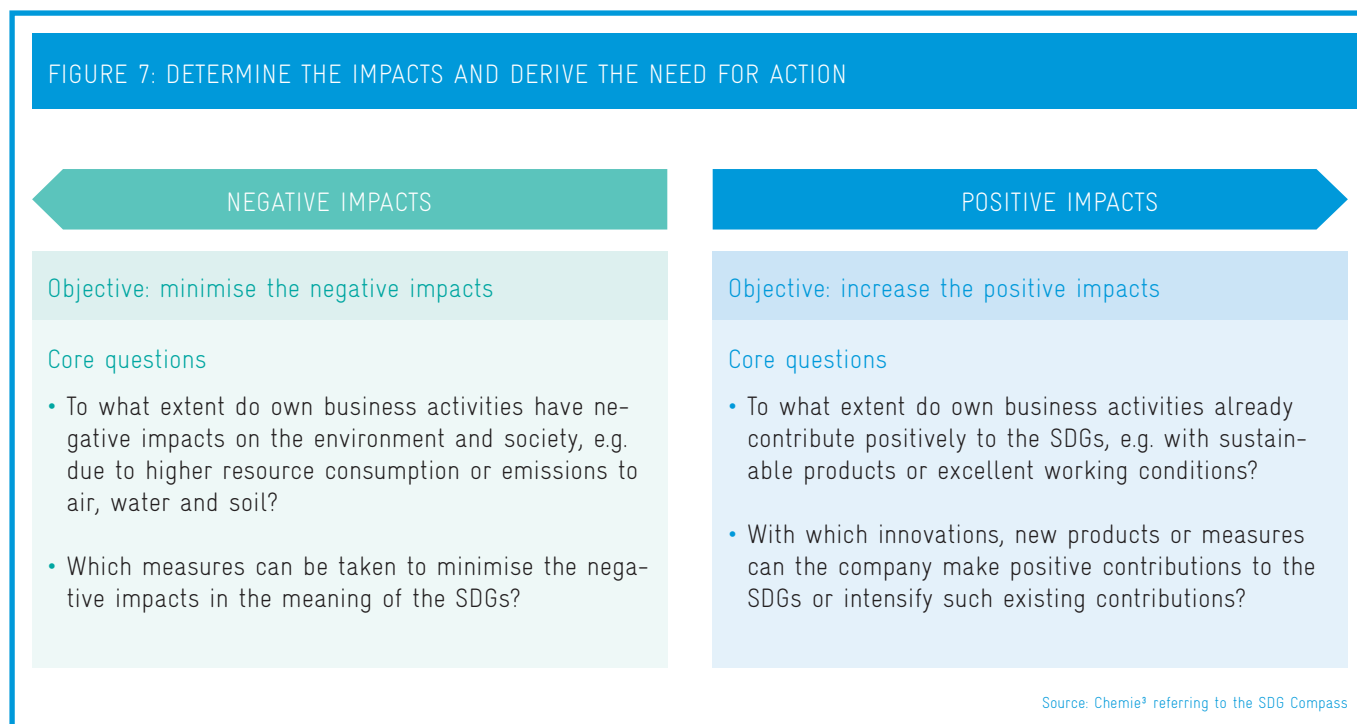 FIGURE 7: DETERMINE THE IMPACTS AND DERIVE THE NEED FOR ACTION
NEGATIVE IMPACTS
Objective: minimise the negative impacts
Core questions
• To what extent do own business activities have ne-
gative impacts on the environment and society, e.g.
due to higher resource consumption or emissions to
air, water and soil?
• Which measures can be taken to minimise the nega-
tive impacts in the meaning of the SDGs?
POSITIVE IMPACTS
Objective: increase the positive impacts
Core questions
• To what extent do own business activities already
contribute positively to the SDGs, e.g. with sustain-
able products or excellent working conditions?
• With which innovations, new products or measures
can the company make positive contributions to the
SDGs or intensify such existing contributions?
Source: Chemie³ referring to the SDG Compass